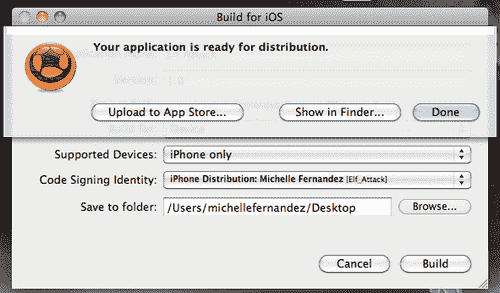 Build for iOS
Your application is ready for distribution.
Upload to App Store...
Show in Finder...
Done
Supported Devices: iPhone only
Code Signing Identity: iPhone Distribution: Michelle Fernandez [Elf_Attack]
Save to folder: /Users/michellefernandez/Desktop Browse...
Cancel Build